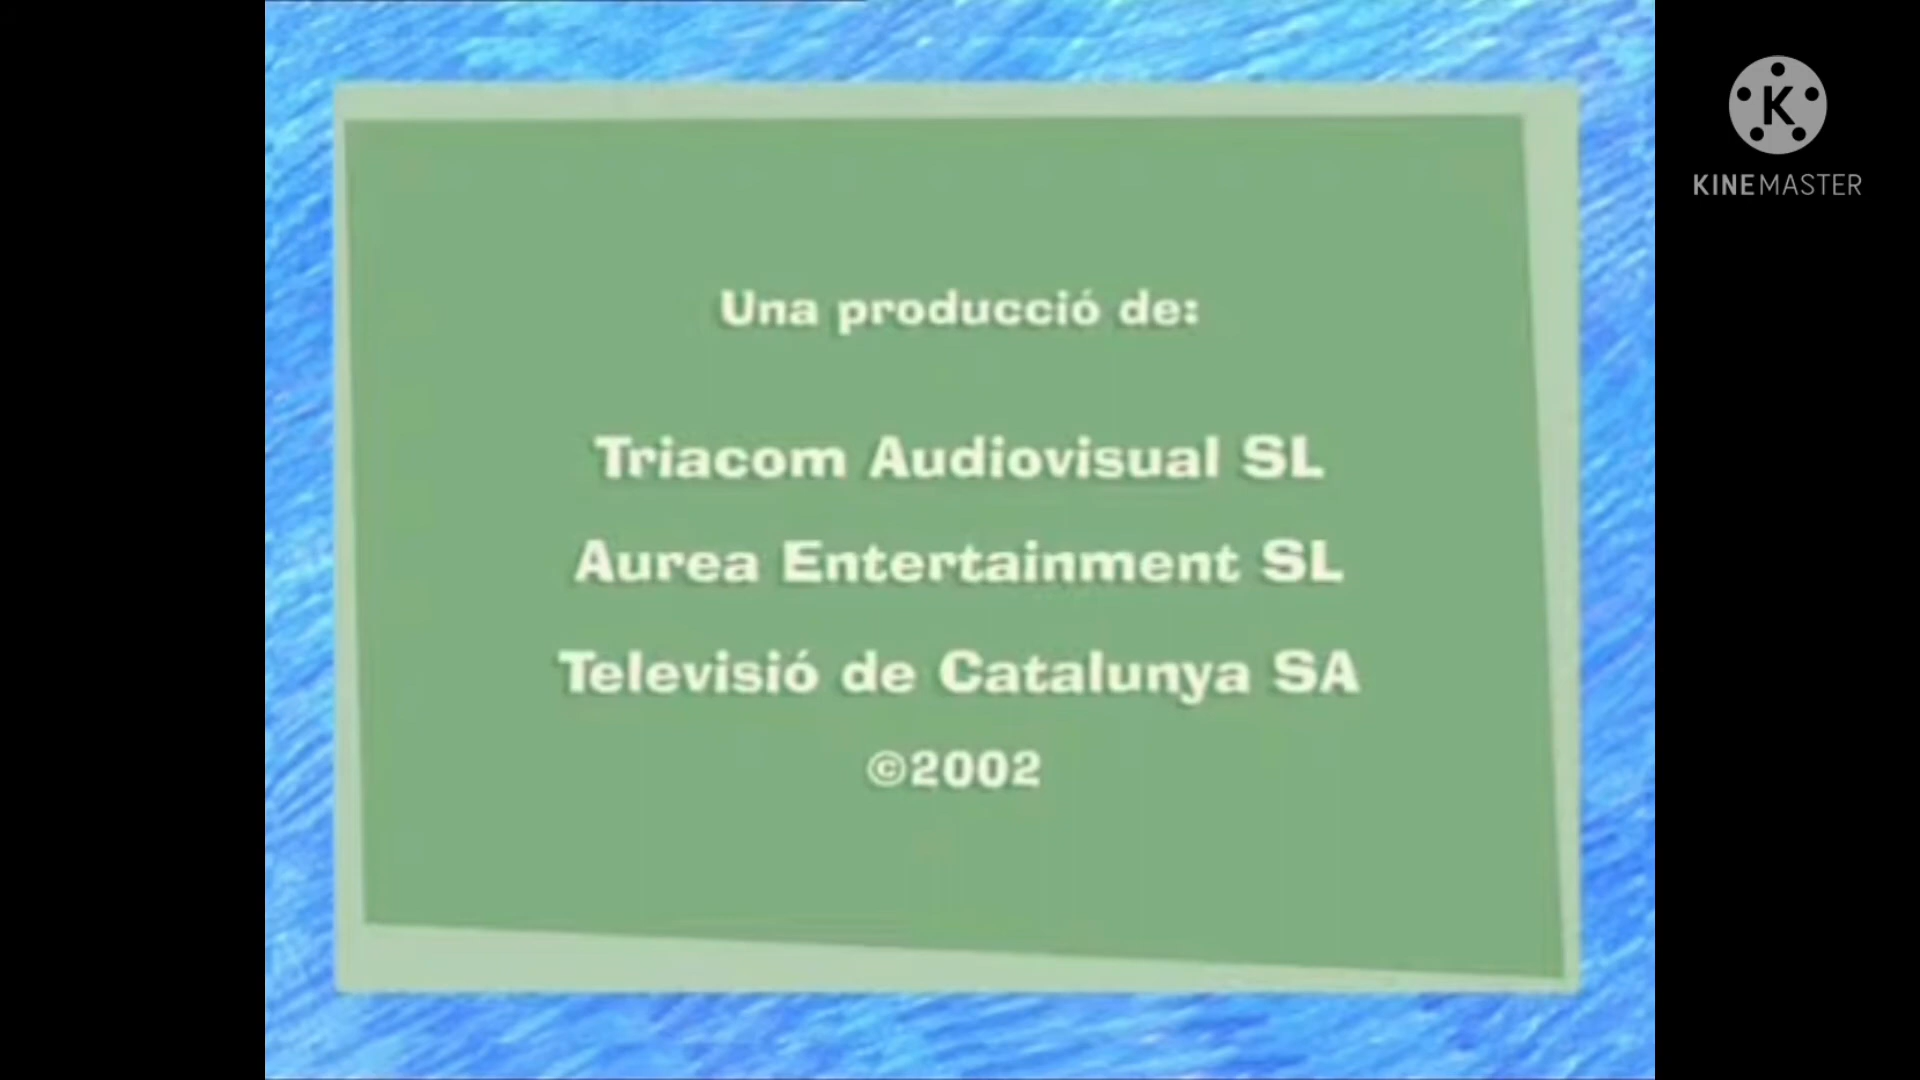 Una producció de:
Triacom Audiovisual SL
Aurea Entertainment SL
Televisió de Catalunya SA
©2002
K
KINEMASTER